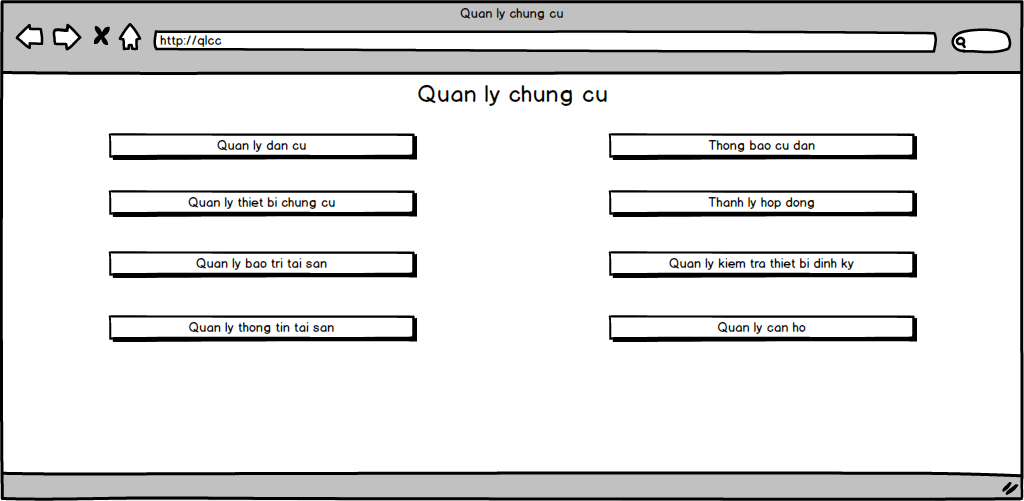 Quan ly chung cu
http://qlcc
Quan ly chung cu
Quan ly dan cu
Thong bao cu dan
Quan ly thiet bi chung cu
Thanh ly hop dong
Quan ly bao tri tai san
Quan ly kiem tra thiet bi dinh ky
Quan ly thong tin tai san
Quan ly can ho